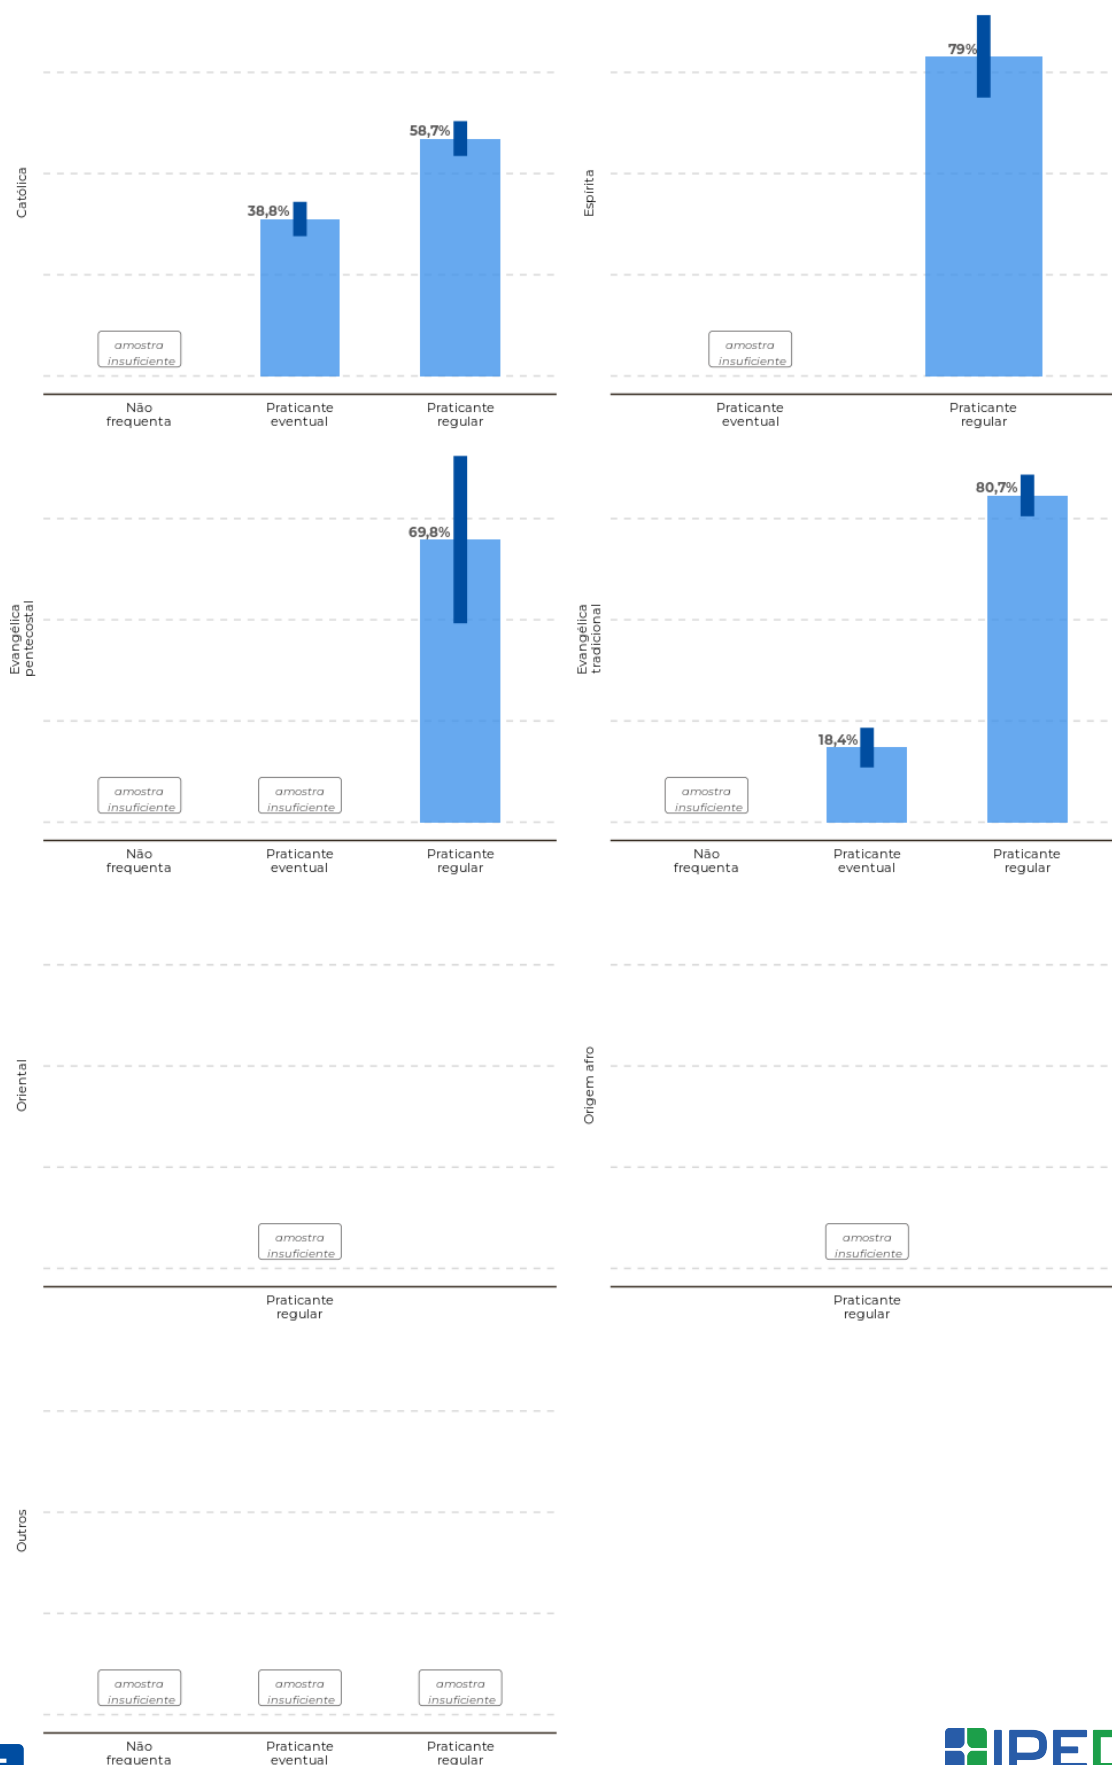 Católica
38,8%
58,7%
amostra
insuficiente
Não
frequenta
Praticante
eventual
Praticante
regular
Espírita
79%
amostra
insuficiente
Praticante
eventual
Praticante
regular
Evangélica
pentecostal
69,8%
amostra
insuficiente
amostra
insuficiente
Não
frequenta
Praticante
eventual
Praticante
regular
Evangélica
tradicional
18,4%
80,7%
amostra
insuficiente
Não
frequenta
Praticante
eventual
Praticante
regular
Oriental
amostra
insuficiente
Praticante
regular
Origem afro
amostra
insuficiente
Praticante
regular
Outros
amostra
insuficiente
amostra
insuficiente
amostra
insuficiente
Não
frequenta
Praticante
eventual
Praticante
regular